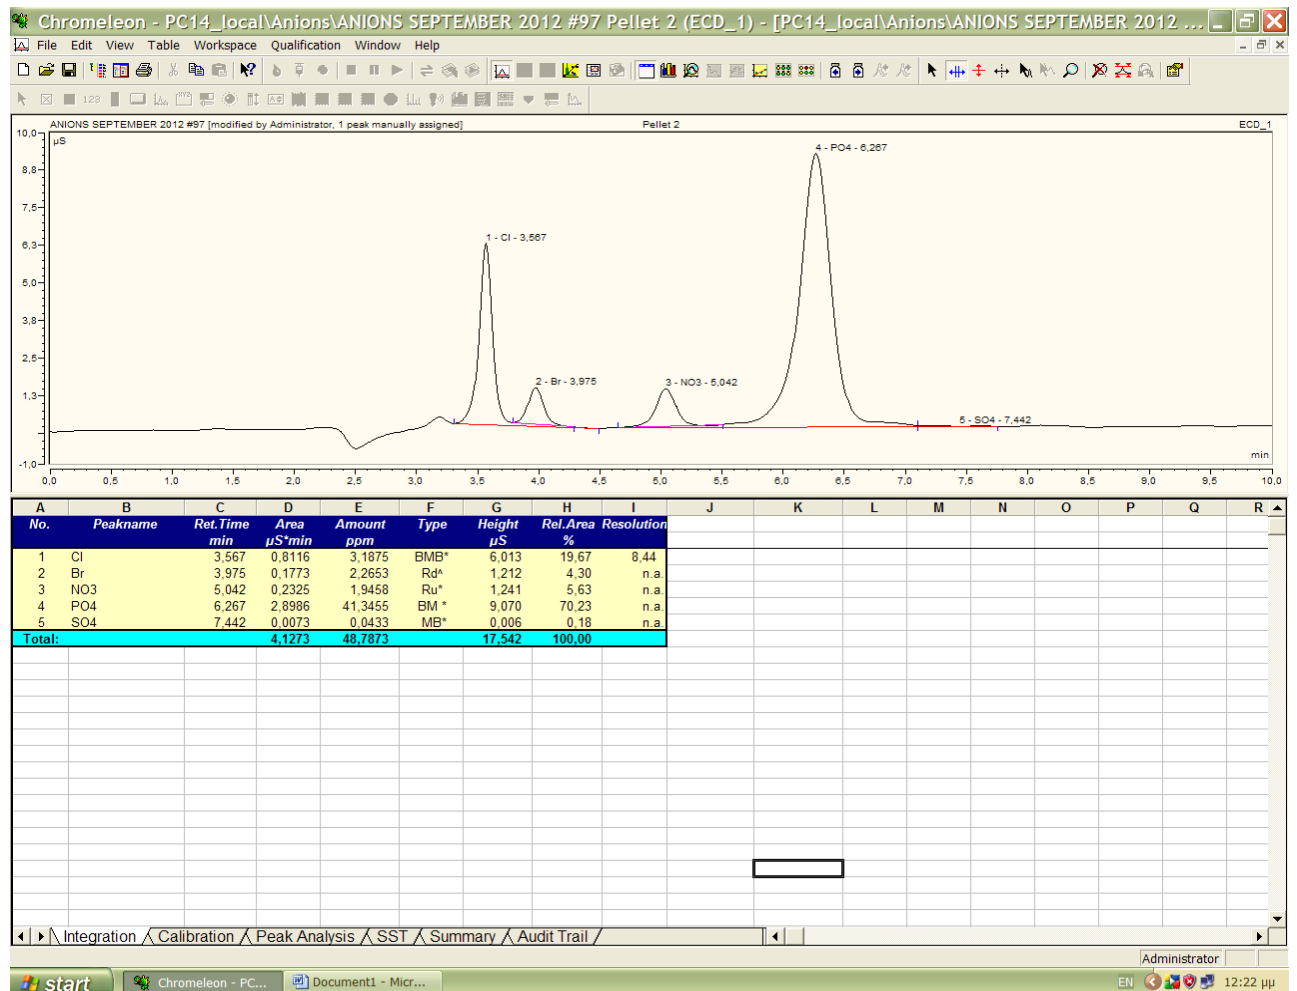 Chromeleon - PC14_local\Anions\ANIONS SEPTEMBER 2012 #97 Pellet 2 (ECD_1) - [PC14_local\Anions\ANIONS SEPTEMBER 2012 ...
File Edit View Table Workspace Qualification Window Help
123
ANIONS SEPTEMBER 2012 #97 [modified by Administrator, 1 peak manually assigned] Pellet 2 ECD_1
10,0 µS
4 - PO4 - 6,267
8,8
7,5
1 - Cl - 3,567
6,3
5,0
3,8
2,5
2 - Br - 3,975 3 - NO3 - 5,042
1,3
5 - SO4 - 7,442
min
-1,0
0,0 0,5 1,0 1,5 2,0 2,5 3,0 3,5 4,0 4,5 5,0 5,5 6,0 6,5 7,0 7,5 8,0 8,5 9,0 9,5 10,0
A B C D E F G H I J K L M N O P Q R
No. Peakname Ret.Time Area Amount Type Height Rel.Area Resolution
min µS*min ppm µS %
1 Cl 3,567 0,8116 3,1875 BMB* 6,013 19,67 8,44
2 Br 3,975 0,1773 2,2653 Rd^ 1,212 4,30 n.a.
3 NO3 5,042 0,2325 1,9458 Ru* 1,241 5,63 n.a.
4 PO4 6,267 2,8986 41,3455 BM * 9,070 70,23 n.a.
5 SO4 7,442 0,0073 0,0433 MB* 0,006 0,18 n.a.
Total: 4,1273 48,7873 17,542 100,00
Integration Calibration Peak Analysis SST Summary Audit Trail
Administrator
start Chromeleon - PC... Document1 - Micr... EN 12:22 μμ